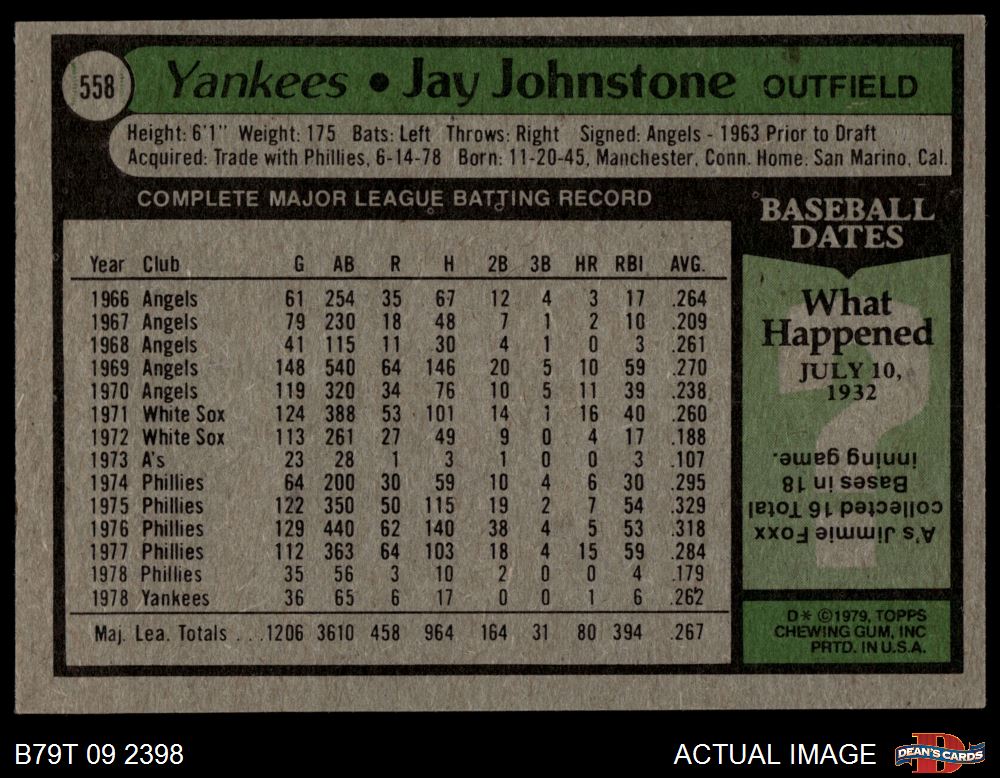 558 Yankees • Jay Johnstone OUTFIELD
Height: 6'1" Weight: 175 Bats: Left Throws: Right Signed: Angels - 1963 Prior to Draft
Acquired: Trade with Phillies, 6-14-78 Born: 11-20-45, Manchester, Conn. Home: San Marino, Cal.
COMPLETE MAJOR LEAGUE BATTING RECORD
Year Club G AB R H 2B 3B HR RBI AVG.
1966 Angels 61 254 35 67 12 4 3 17 .264
1967 Angels 79 230 18 48 7 1 2 10 .209
1968 Angels 41 115 11 30 4 1 0 3 .261
1969 Angels 148 540 64 146 20 5 10 59 .270
1970 Angels 119 320 34 76 10 5 11 39 .238
1971 White Sox 124 388 53 101 14 1 16 40 .260
1972 White Sox 113 261 27 49 9 0 4 17 .188
1973 A's 23 28 1 3 1 0 0 3 .107
1974 Phillies 64 200 30 59 10 4 6 30 .295
1975 Phillies 122 350 50 115 19 2 7 54 .329
1976 Phillies 129 440 62 140 38 4 5 53 .318
1977 Phillies 112 363 64 103 18 4 15 59 .284
1978 Phillies 35 56 3 10 2 0 0 4 .179
1978 Yankees 36 65 6 17 0 0 1 6 .262
Maj. Lea. Totals . . .1206 3610 458 964 164 31 80 394 .267
BASEBALL
DATES
What
Happened
JULY 10,
1932
?
A's Jimmie Foxx
collected 16 Total
Bases in 18
inning game.
D* ©1979, TOPPS
CHEWING GUM, INC
PRTD. IN U.S.A.
B79T 09 2398
ACTUAL IMAGE
DEAN'S CARDS